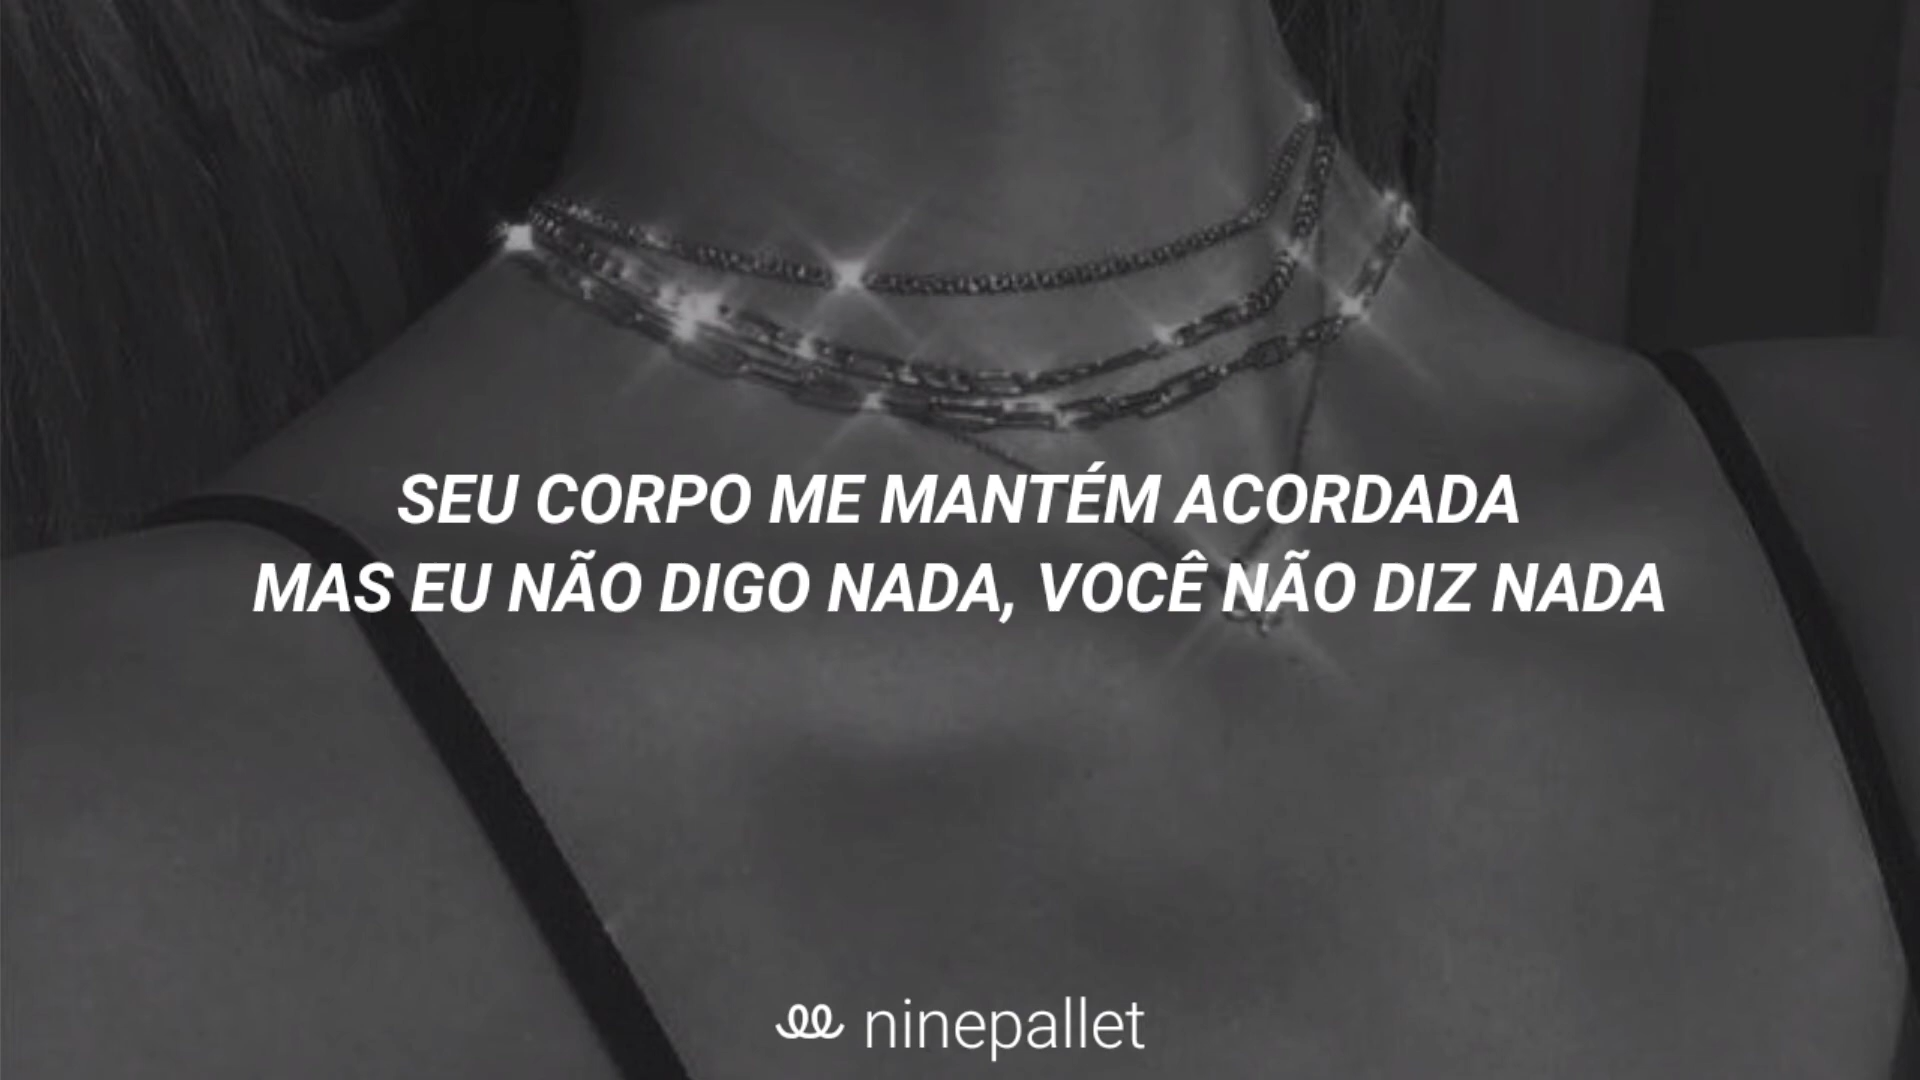 SEU CORPO ME MANTÉM ACORDADA
MAS EU NÃO DIGO NADA, VOCÊ NÃO DIZ NADA
ninepallet